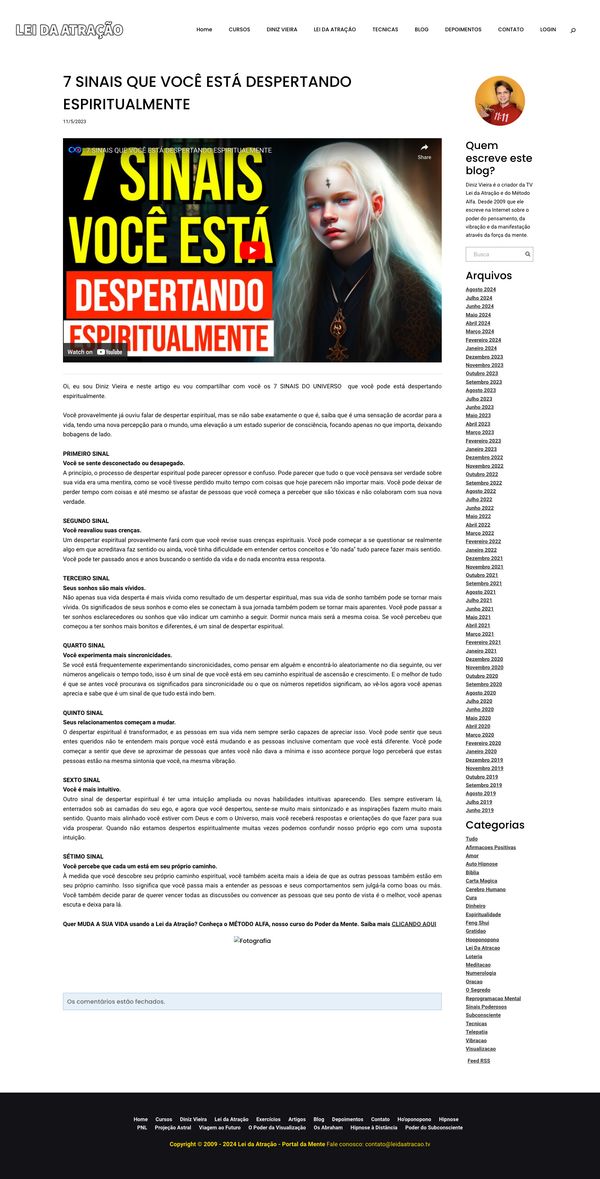 LEI DA ATRAÇÃO
Home CURSOS DINIZ VIEIRA LEI DA ATRAÇÃO TECNICAS BLOG DEPOIMENTOS CONTATO LOGIN
7 SINAIS QUE VOCÊ ESTÁ DESPERTANDO
ESPIRITUALMENTE
11/5/2023
7 SINAIS QUE VOCÊ ESTÁ DESPERTANDO ESPIRITUALMENTE
Share
7 SINAIS
VOCÊ ESTÁ
DESPERTANDO
ESPIRITUALMENTE
Watch on YouTube
Oi, eu sou Diniz Vieira e neste artigo eu vou compartilhar com você os 7 SINAIS DO UNIVERSO que você pode está despertando
espiritualmente.
Você provavelmente já ouviu falar de despertar espiritual, mas se não sabe exatamente o que é, saiba que é uma sensação de acordar para a
vida, tendo uma nova percepção para o mundo, uma elevação a um estado superior de consciência, focando apenas no que importa, deixando
bobagens de lado.
PRIMEIRO SINAL
Você se sente desconectado ou desapegado.
A princípio, o processo de despertar espiritual pode parecer opressor e confuso. Pode parecer que tudo o que você pensava ser verdade sobre
sua vida era uma mentira, como se você tivesse perdido muito tempo com coisas que hoje parecem não importar mais. Você pode deixar de
perder tempo com coisas e até mesmo se afastar de pessoas que você começa a perceber que são tóxicas e não colaboram com sua nova
verdade.
SEGUNDO SINAL
Você reavaliou suas crenças.
Um despertar espiritual provavelmente fará com que você revise suas crenças espirituais. Você pode começar a se questionar se realmente
algo em que acreditava faz sentido ou ainda, você tinha dificuldade em entender certos conceitos e "do nada" tudo parece fazer mais sentido.
Você pode ter passado anos e anos buscando o sentido da vida e do nada encontra essa resposta.
TERCEIRO SINAL
Seus sonhos são mais vívidos.
Não apenas sua vida desperta é mais vívida como resultado de um despertar espiritual, mas sua vida de sonho também pode se tornar mais
vívida. Os significados de seus sonhos e como eles se conectam à sua jornada também podem se tornar mais aparentes. Você pode passar a
ter sonhos esclarecedores ou sonhos que vão indicar um caminho a seguir. Dormir nunca mais será a mesma coisa. Se você percebeu que
começou a ter sonhos mais bonitos e diferentes, é um sinal de despertar espiritual.
QUARTO SINAL
Você experimenta mais sincronicidades.
Se você está frequentemente experimentando sincronicidades, como pensar em alguém e encontrá-lo aleatoriamente no dia seguinte, ou ver
números angelicais o tempo todo, isso é um sinal de que você está em seu caminho espiritual de ascensão e crescimento. E o melhor de tudo
é que se antes você procurava os significados para sincronicidade ou o que os números repetidos significam, ao vê-los agora você apenas
aprecia e sabe que é um sinal de que tudo está indo bem.
QUINTO SINAL
Seus relacionamentos começam a mudar.
O despertar espiritual é transformador, e as pessoas em sua vida nem sempre serão capazes de apreciar isso. Você pode sentir que seus
entes queridos não te entendem mais porque você está mudando e as pessoas inclusive comentam que você está diferente. Você pode
começar a sentir que deve se aproximar de pessoas que antes você não dava a mínima e isso acontece porque logo perceberá que estas
pessoas estão na mesma sintonia que você, na mesma vibração.
SEXTO SINAL
Você é mais intuitivo.
Outro sinal de despertar espiritual é ter uma intuição ampliada ou novas habilidades intuitivas aparecendo. Eles sempre estiveram lá,
enterrados sob as camadas do seu ego, e agora que você despertou, sente-se muito mais sintonizado e as inspirações fazem muito mais
sentido. Quanto mais alinhado você estiver com Deus e com o Universo, mais você receberá respostas e orientações do que fazer para sua
vida prosperar. Quando não estamos despertos espiritualmente muitas vezes podemos confundir nosso próprio ego com uma suposta
intuição.
SÉTIMO SINAL
Você percebe que cada um está em seu próprio caminho.
À medida que você descobre seu próprio caminho espiritual, você também aceita mais a ideia de que as outras pessoas também estão em
seu próprio caminho. Isso significa que você passa mais a entender as pessoas e seus comportamentos sem julgá-la como boas ou más.
Você também decide parar de querer vencer todas as discussões ou convencer as pessoas que seu ponto de vista é o melhor, você apenas
escuta e deixa pra lá.
Quer MUDA A SUA VIDA usando a Lei da Atração? Conheça o MÉTODO ALFA, nosso curso do Poder da Mente. Saiba mais CLICANDO AQUI
Fotografia
Os comentários estão fechados.
11:11
Quem
escreve este
blog?
Diniz Vieira é o criador da TV
Lei da Atração e do Método
Alfa. Desde 2009 que ele
escreve na Internet sobre o
poder do pensamento, da
vibração e da manifestação
através da força da mente.
Busca
Arquivos
Agosto 2024
Julho 2024
Junho 2024
Maio 2024
Abril 2024
Março 2024
Fevereiro 2024
Janeiro 2024
Dezembro 2023
Novembro 2023
Outubro 2023
Setembro 2023
Agosto 2023
Julho 2023
Junho 2023
Maio 2023
Abril 2023
Março 2023
Fevereiro 2023
Janeiro 2023
Dezembro 2022
Novembro 2022
Outubro 2022
Setembro 2022
Agosto 2022
Julho 2022
Junho 2022
Maio 2022
Abril 2022
Março 2022
Fevereiro 2022
Janeiro 2022
Dezembro 2021
Novembro 2021
Outubro 2021
Setembro 2021
Agosto 2021
Julho 2021
Junho 2021
Maio 2021
Abril 2021
Março 2021
Fevereiro 2021
Janeiro 2021
Dezembro 2020
Novembro 2020
Outubro 2020
Setembro 2020
Agosto 2020
Julho 2020
Junho 2020
Maio 2020
Abril 2020
Março 2020
Fevereiro 2020
Janeiro 2020
Dezembro 2019
Novembro 2019
Outubro 2019
Setembro 2019
Agosto 2019
Julho 2019
Junho 2019
Categorias
Tudo
Afirmacoes Positivas
Amor
Auto Hipnose
Biblia
Carta Magica
Cerebro Humano
Cura
Dinheiro
Espiritualidade
Feng Shui
Gratidao
Hooponopono
Lei Da Atracao
Loteria
Meditacao
Numerologia
Oracao
O Segredo
Reprogramacao Mental
Sinais Poderosos
Subconsciente
Tecnicas
Telepatia
Vibracao
Visualizacao
Feed RSS
Home Cursos Diniz Vieira Lei da Atração Exercícios Artigos Blog Depoimentos Contato Ho'oponopono Hipnose
PNL Projeção Astral Viagem ao Futuro O Poder da Visualização Os Abraham Hipnose à Distância Poder do Subconsciente
Copyright © 2009 - 2024 Lei da Atração - Portal da Mente Fale conosco: contato@leidaatracao.tv